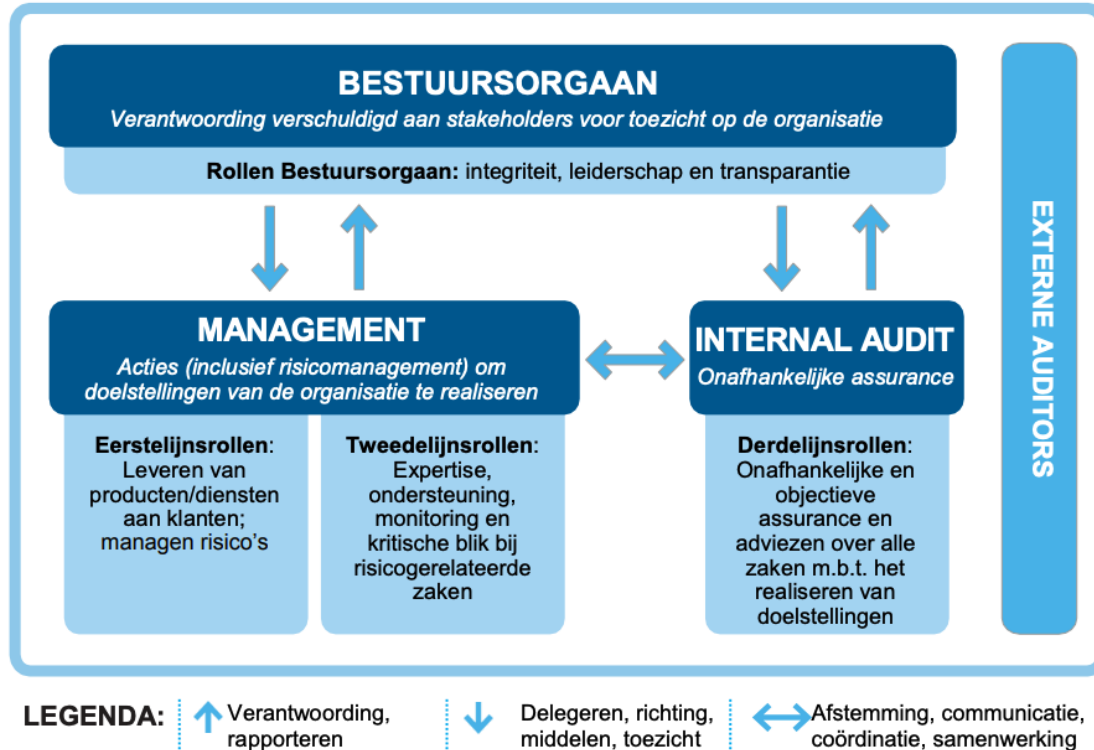 BESTUURSORGAAN
Verantwoording verschuldigd aan stakeholders voor toezicht op de organisatie
Rollen Bestuursorgaan: integriteit, leiderschap en transparantie
MANAGEMENT
Acties (inclusief risicomanagement) om
doelstellingen van de organisatie te realiseren
Eerstelijnsrollen:
Leveren van
producten/diensten
aan klanten;
managen risico's
Tweedelijnsrollen:
Expertise,
ondersteuning,
monitoring en
kritische blik bij
risicogerelateerde
zaken
INTERNAL AUDIT
Onafhankelijke assurance
Derdelijnsrollen:
Onafhankelijke en
objectieve
assurance en
adviezen over alle
zaken m.b.t. het
realiseren van
doelstellingen
EXTERNE AUDITORS
LEGENDA:
Verantwoording,
rapporteren
Delegeren, richting,
middelen, toezicht
Afstemming, communicatie,
coördinatie, samenwerking